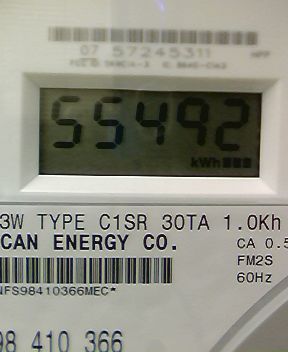 07 57245311
55492
kWh
3W TYPE C1SR 30TA 1.0Kh
CAN ENERGY CO.
CA 0.5
FM2S
NFS98410366MEC*
60Hz
98 410 366